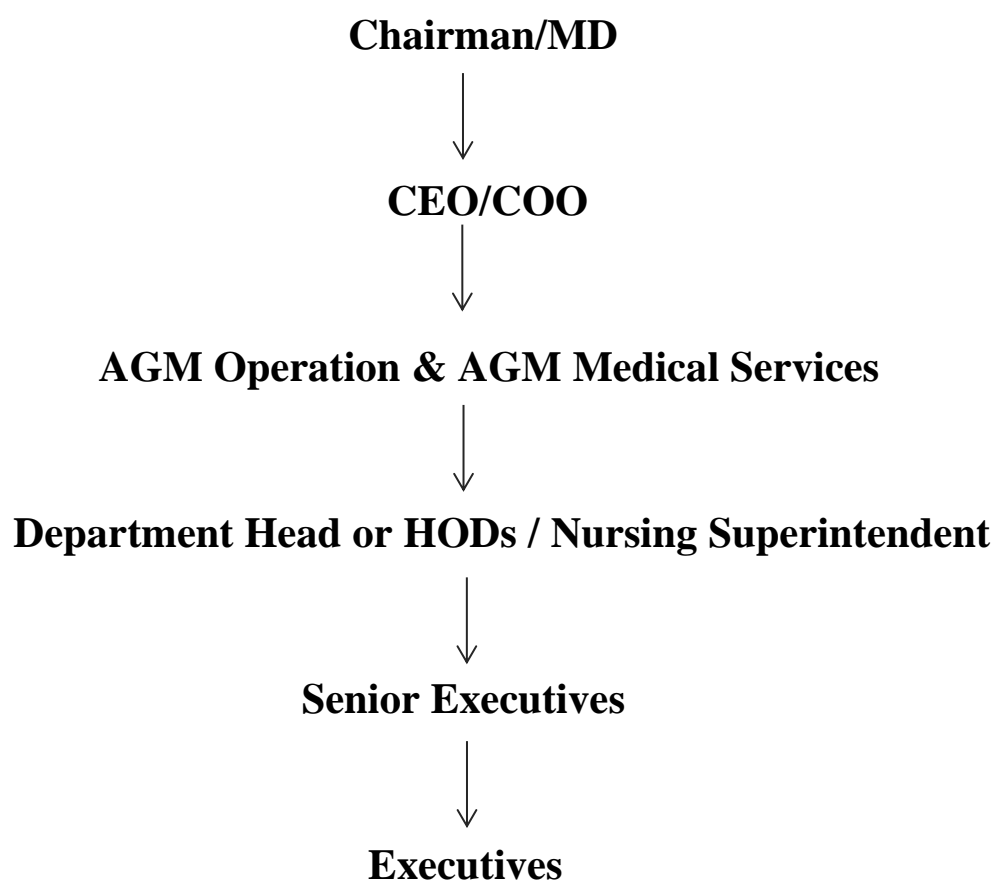 Chairman/MD
CEO/COO
AGM Operation & AGM Medical Services
Department Head or HODs / Nursing Superintendent
Senior Executives
Executives